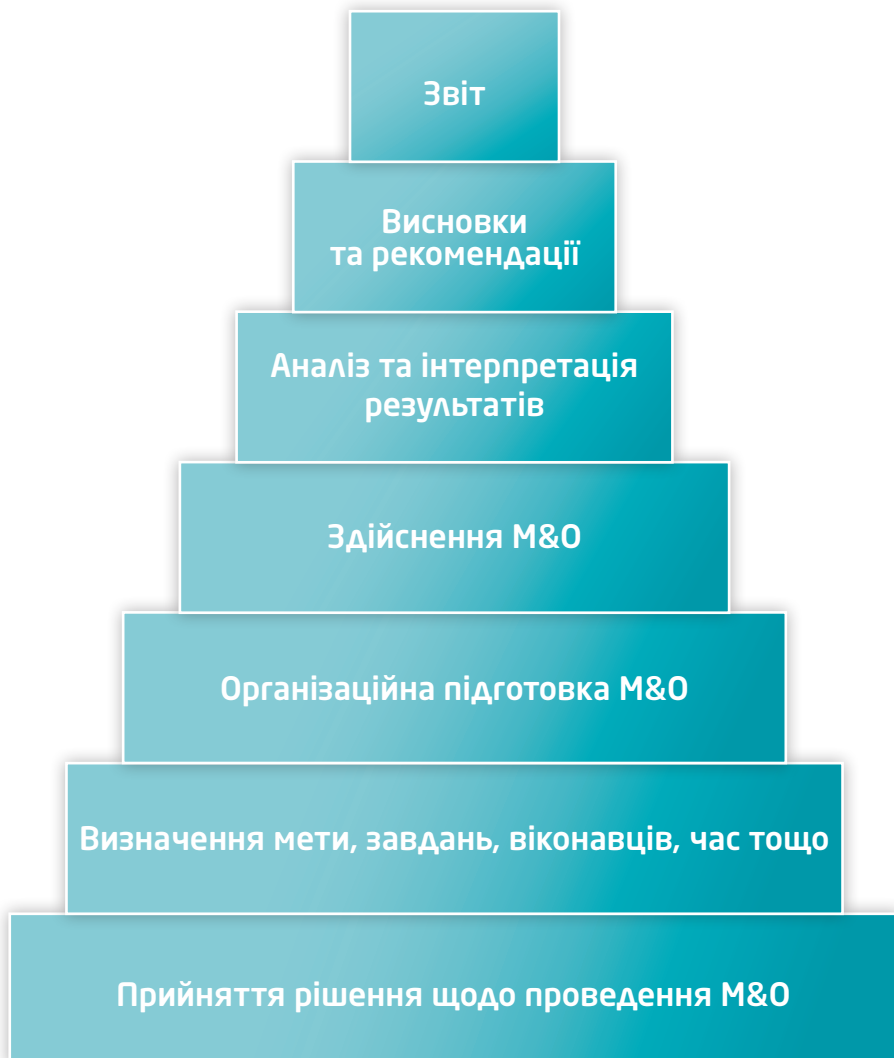 Звіт
Висновки
та рекомендації
Аналіз та інтерпретація
результатів
Здійснення М&О
Організаційна підготовка М&О
Визначення мети, завдань, віконавців, час тощо
Прийняття рішення щодо проведення М&О